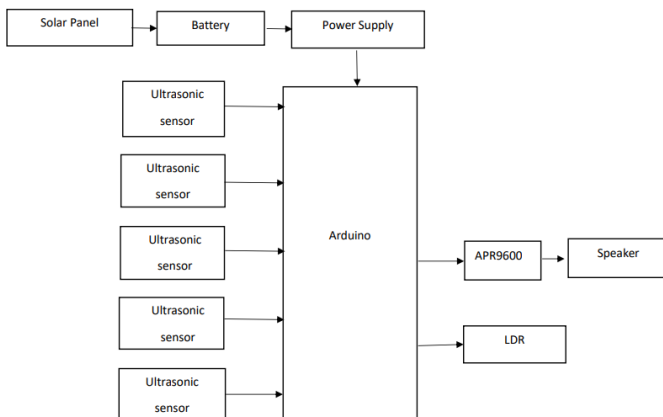 Solar Panel
Battery
Power Supply
Ultrasonic
sensor
Ultrasonic
sensor
Ultrasonic
sensor
Ultrasonic
sensor
Ultrasonic
sensor
Arduino
APR9600
Speaker
LDR